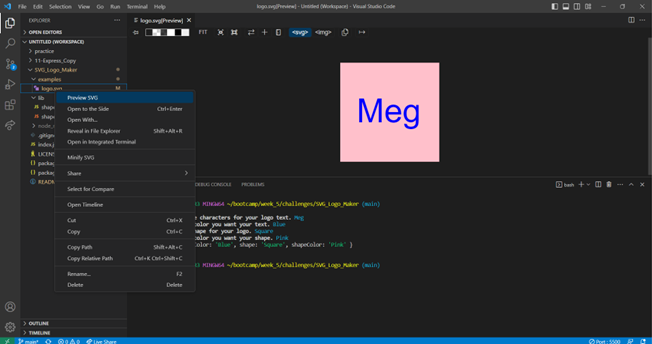 File Edit Selection View Go Run Terminal Help
logo.svg[Preview] - Untitled (Workspace) - Visual Studio Code
EXPLORER
logo.svg[Preview]
OPEN EDITORS
FIT
<svg>
<img>
UNTITLED (WORKSPACE)
practice
11-Express_Copy
SVG_Logo_Maker
examples
logo.svg M
lib
shape
shape
node_
.gitign
index.j
LICENS
packa
packa
READM
Preview SVG
Open to the Side Ctrl+Enter
Open With...
Reveal in File Explorer Shift+Alt+R
Open in Integrated Terminal
Minify SVG
Share
Select for Compare
Open Timeline
Cut Ctrl+X
Copy Ctrl+C
Copy Path Shift+Alt+C
Copy Relative Path Ctrl+K Ctrl+Shift+C
Rename... F2
Delete Delete
Meg
DEBUG CONSOLE
PROBLEMS
bash
MINGW64 ~/bootcamp/week_5/challenges/SVG_Logo_Maker (main)
characters for your logo text. Meg
color you want your text. Blue
ape for your logo. Square
color you want your shape. Pink
color: 'Blue', shape: 'Square', shapeColor: 'Pink' }
MINGW64 ~/bootcamp/week_5/challenges/SVG_Logo_Maker (main)
OUTLINE
TIMELINE
main*
0 0
Live Share
Port : 5500